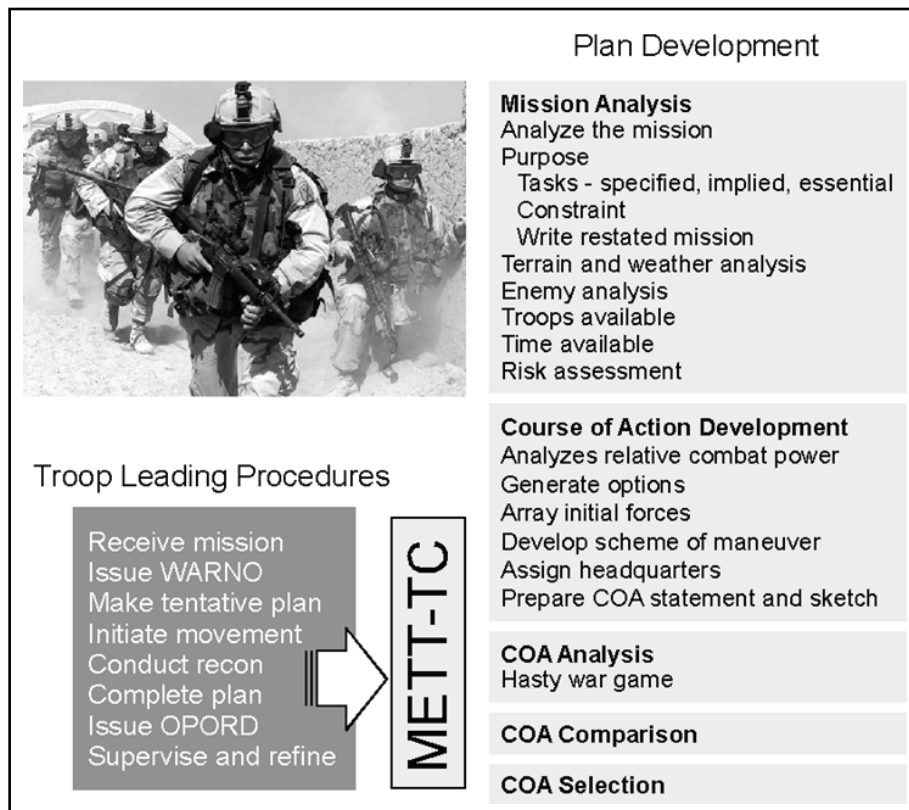 Plan Development
Mission Analysis
Analyze the mission
Purpose
Tasks - specified, implied, essential
Constraint
Write restated mission
Terrain and weather analysis
Enemy analysis
Troops available
Time available
Risk assessment
Course of Action Development
Analyzes relative combat power
Generate options
Array initial forces
Develop scheme of maneuver
Assign headquarters
Prepare COA statement and sketch
COA Analysis
Hasty war game
COA Comparison
COA Selection
Troop Leading Procedures
Receive mission
Issue WARNO
Make tentative plan
Initiate movement
Conduct recon
Complete plan
Issue OPORD
Supervise and refine
METT-TC